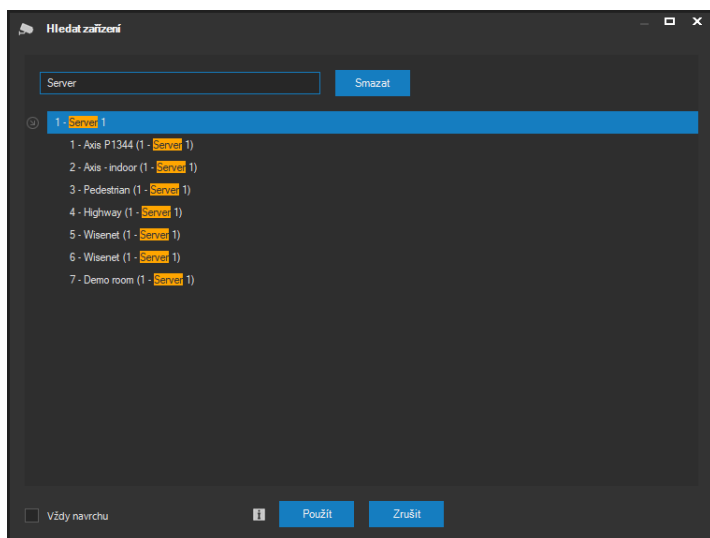 Hledat zařízení
Server
Smazat
1 - Server 1
1 - Axis P1344 (1 - Server 1)
2 - Axis - indoor (1 - Server 1)
3 - Pedestrian (1 - Server 1)
4 - Highway (1 - Server 1)
5 - Wisenet (1 - Server 1)
6 - Wisenet (1 - Server 1)
7 - Demo room (1 - Server 1)
Vždy navrchu
Použít
Zrušit